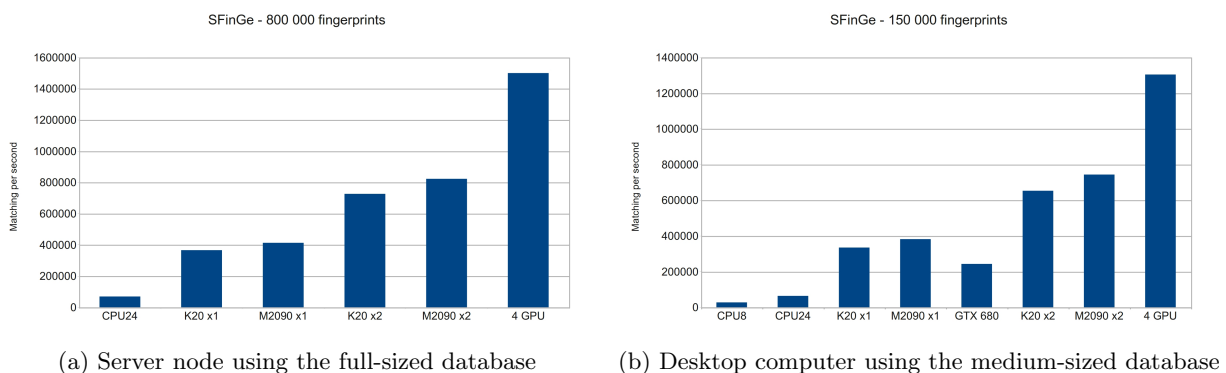 SFinGe - 800 000 fingerprints
Matching per second
1600000
1400000
1200000
1000000
800000
600000
400000
200000
0
CPU24 K20 x1 M2090 x1 K20 x2 M2090 x2 4 GPU
(a) Server node using the full-sized database
SFinGe - 150 000 fingerprints
Matching per second
1400000
1200000
1000000
800000
600000
400000
200000
0
CPU8 CPU24 K20 x1 M2090 x1 GTX 680 K20 x2 M2090 x2 4 GPU
(b) Desktop computer using the medium-sized database